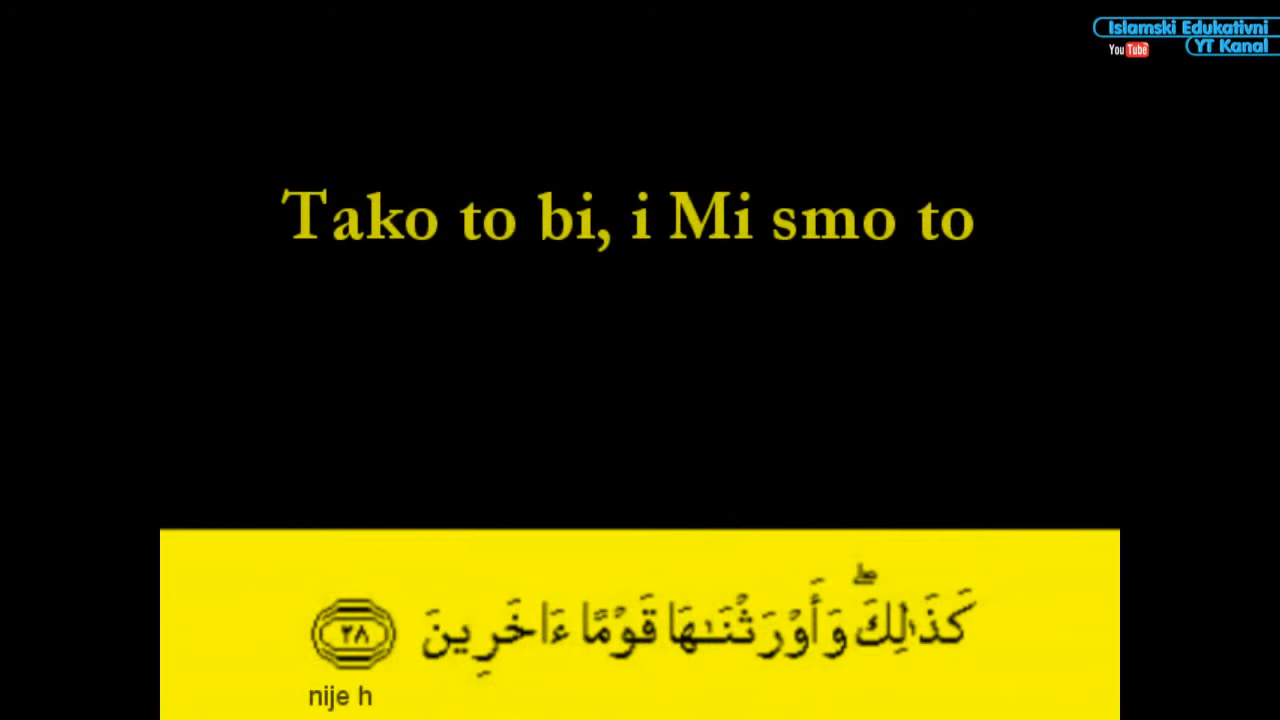 Islamski Edukativni
YouTube YT Kanal
Tako to bi, i Mi smo to
كَذَٰلِكَ ۖ وَأَوْرَثْنَـٰهَا قَوْمًا ءَاخَرِينَ ٢٨
nije h